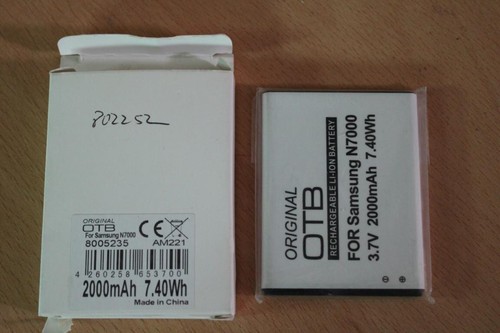 802252
ORIGINAL
OTB
For Samsung N7000
8005235
AM221
4 260258 653700
2000mAh 7.40Wh
Made in China
ORIGINAL
OTB
RECHARGEABLE LI-ION BATTERY
FOR Samsung N7000
3.7V 2000mAh 7.40Wh